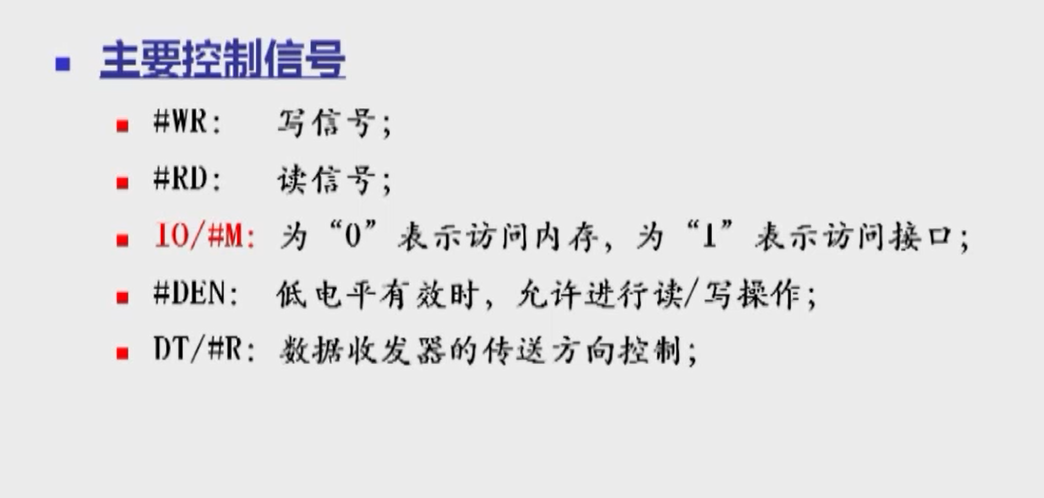 主要控制信号
#WR: 写信号;
#RD: 读信号;
IO/#M: 为“0”表示访问内存, 为“1”表示访问接口;
#DEN: 低电平有效时, 允许进行读/写操作;
DT/#R: 数据收发器的传送方向控制;